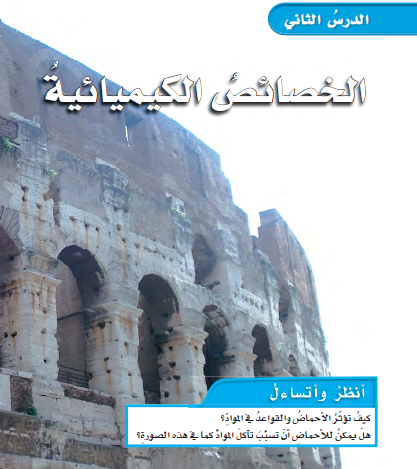 الدرسُ الثاني
الخصائصُ الكيميائيةُ
أنظرُ وأتساءلُ
كيفَ تؤثّرُ الأحماضُ والقواعدُ في الموادِّ؟
هل يمكنُ للأحماضِ أنْ تسبِّبَ تآكلَ الموادِّ كما في هذه الصورةِ؟